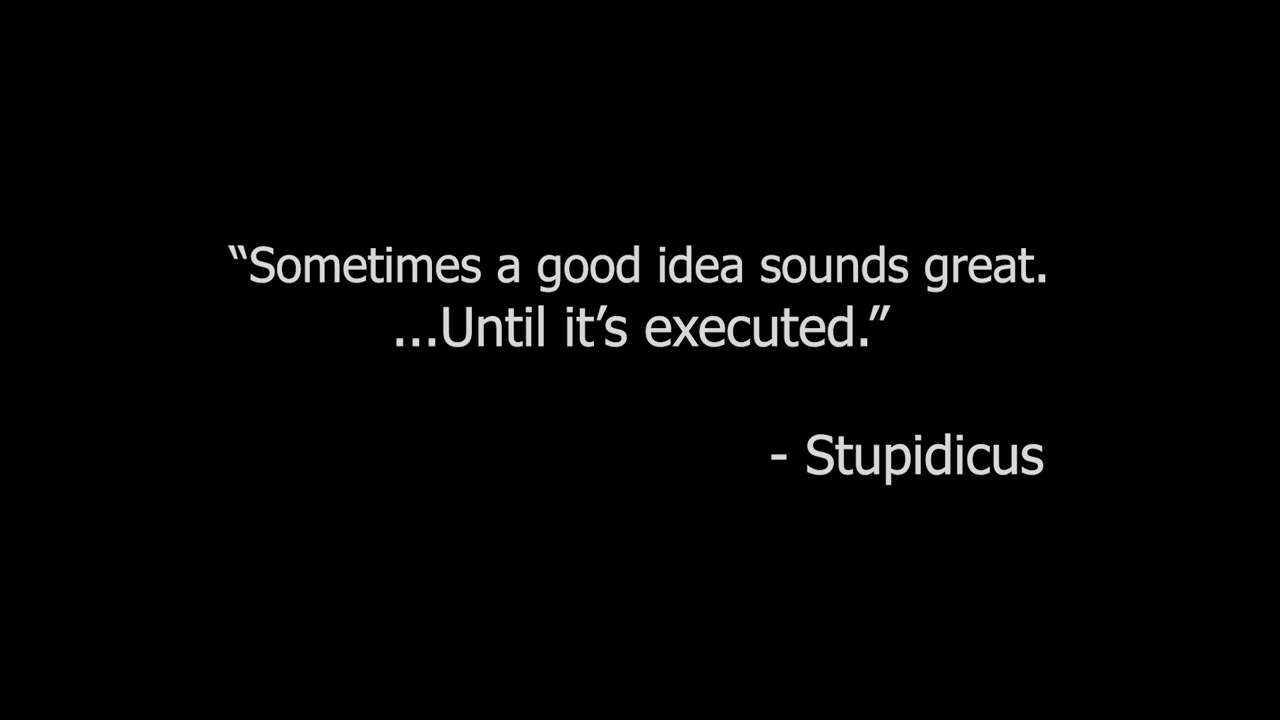 “Sometimes a good idea sounds great.
...Until it’s executed.”
- Stupidicus